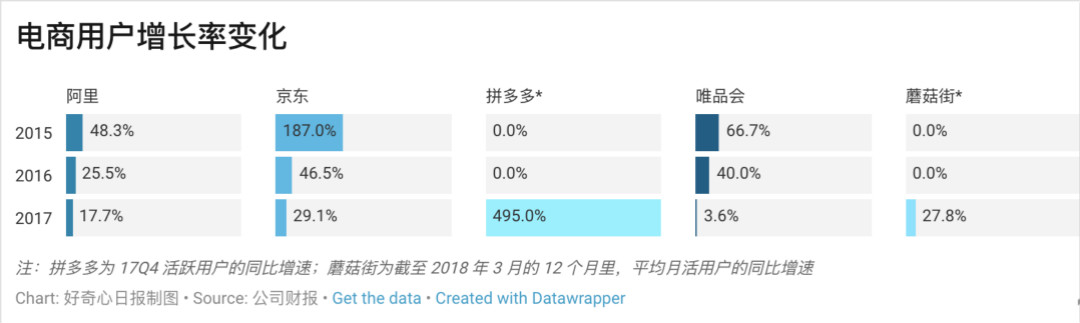 电商用户增长率变化
阿里 京东 拼多多* 唯品会 蘑菇街*
2015 48.3% 187.0% 0.0% 66.7% 0.0%
2016 25.5% 46.5% 0.0% 40.0% 0.0%
2017 17.7% 29.1% 495.0% 3.6% 27.8%
注：拼多多为 17Q4 活跃用户的同比增速；蘑菇街为截至 2018 年 3 月的 12 个月里，平均月活用户的同比增速
Chart: 好奇心日报制图 • Source: 公司财报 • Get the data • Created with Datawrapper